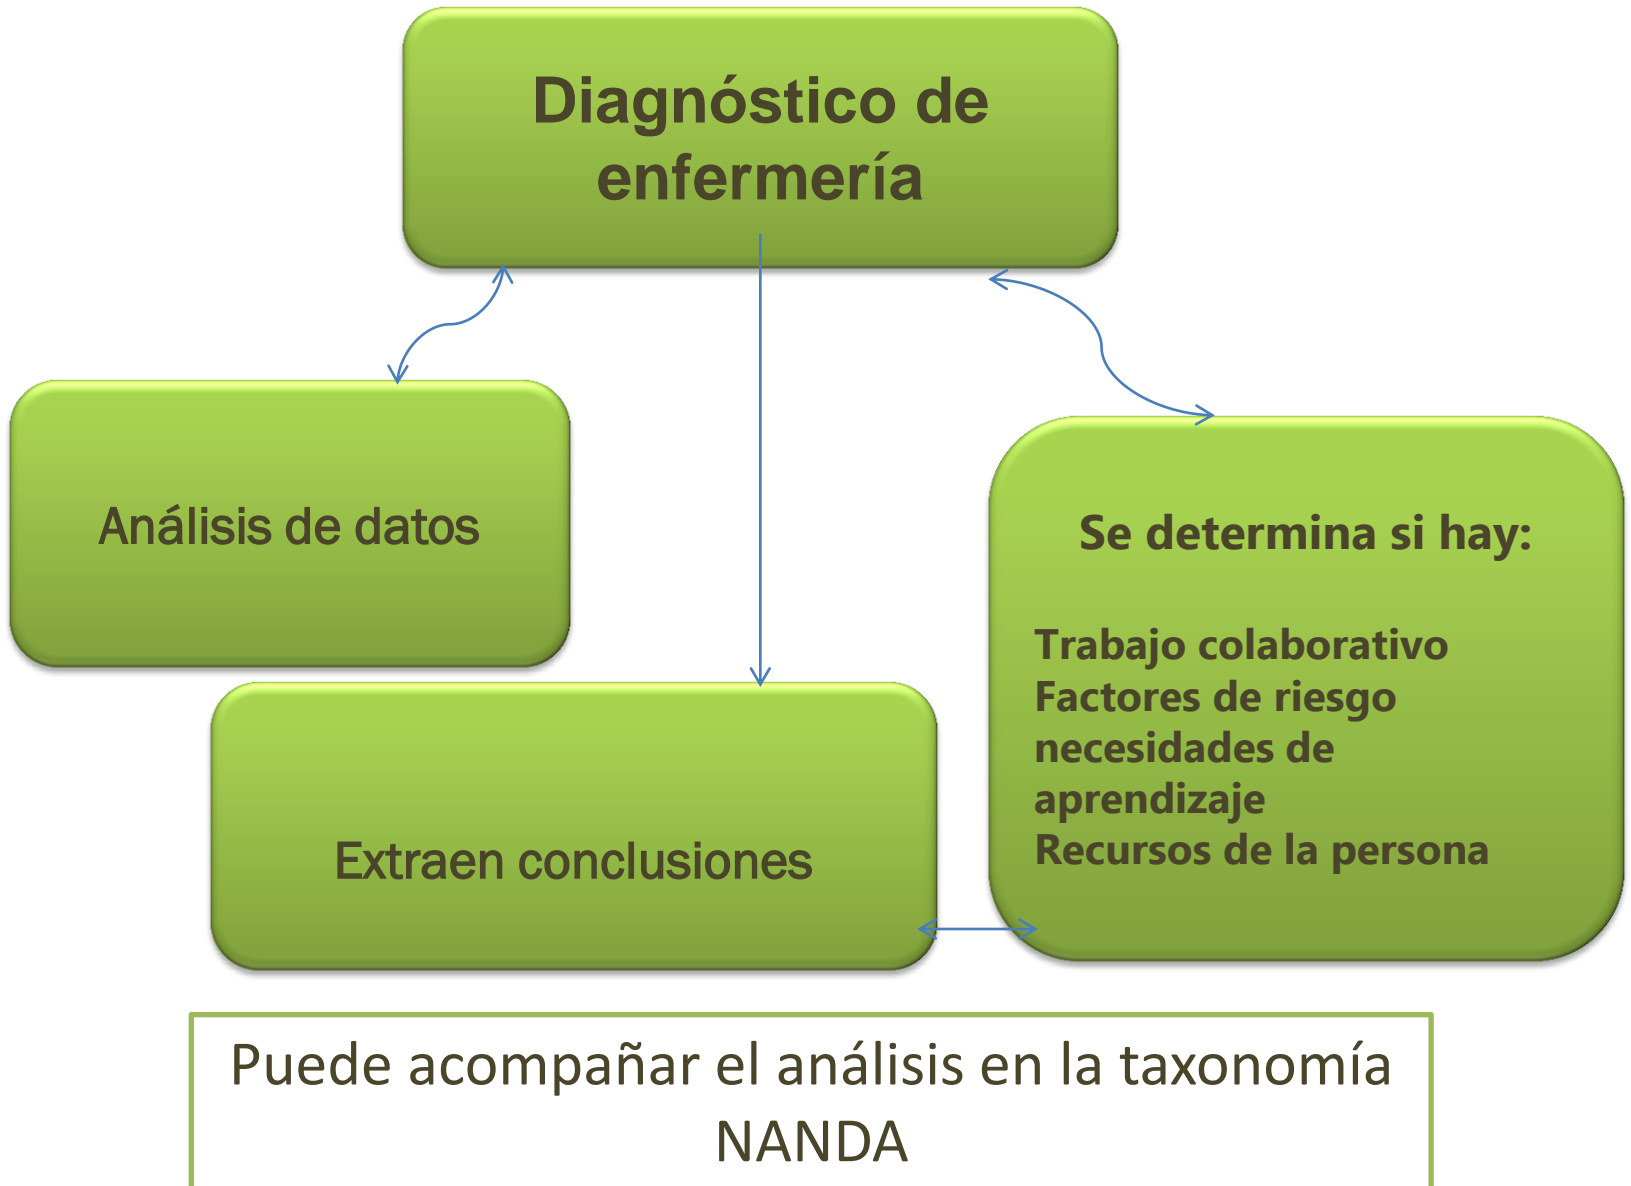 Diagnóstico de
enfermería
Análisis de datos
Se determina si hay:
Trabajo colaborativo
Factores de riesgo
necesidades de
aprendizaje
Recursos de la persona
Extraen conclusiones
Puede acompañar el análisis en la taxonomía
NANDA